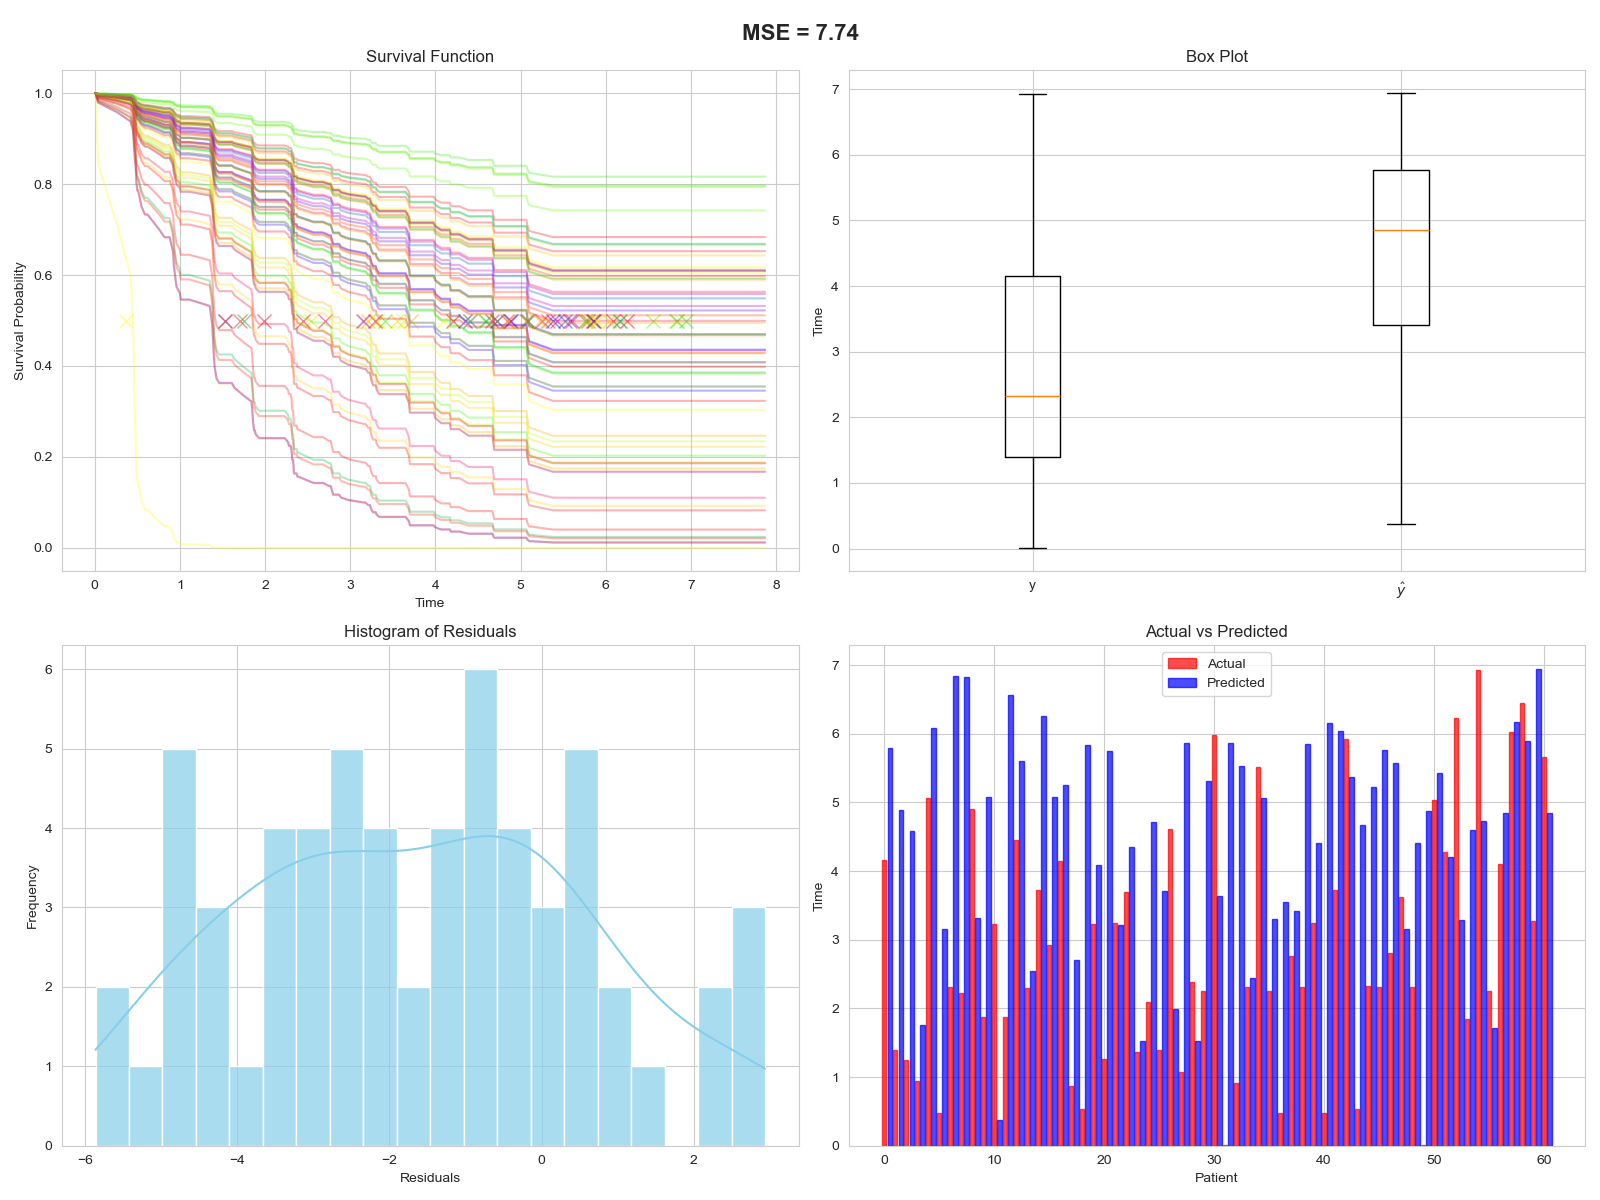 MSE = 7.74
Survival Function
Survival Probability
1.0
0.8
0.6
0.4
0.2
0.0
0 1 2 3 4 5 6 7 8
Time
Box Plot
Time
7
6
5
4
3
2
1
0
y ŷ
Histogram of Residuals
Frequency
6
5
4
3
2
1
0
−6 −4 −2 0 2
Residuals
Actual vs Predicted
Actual
Predicted
Time
7
6
5
4
3
2
1
0
0 10 20 30 40 50 60
Patient